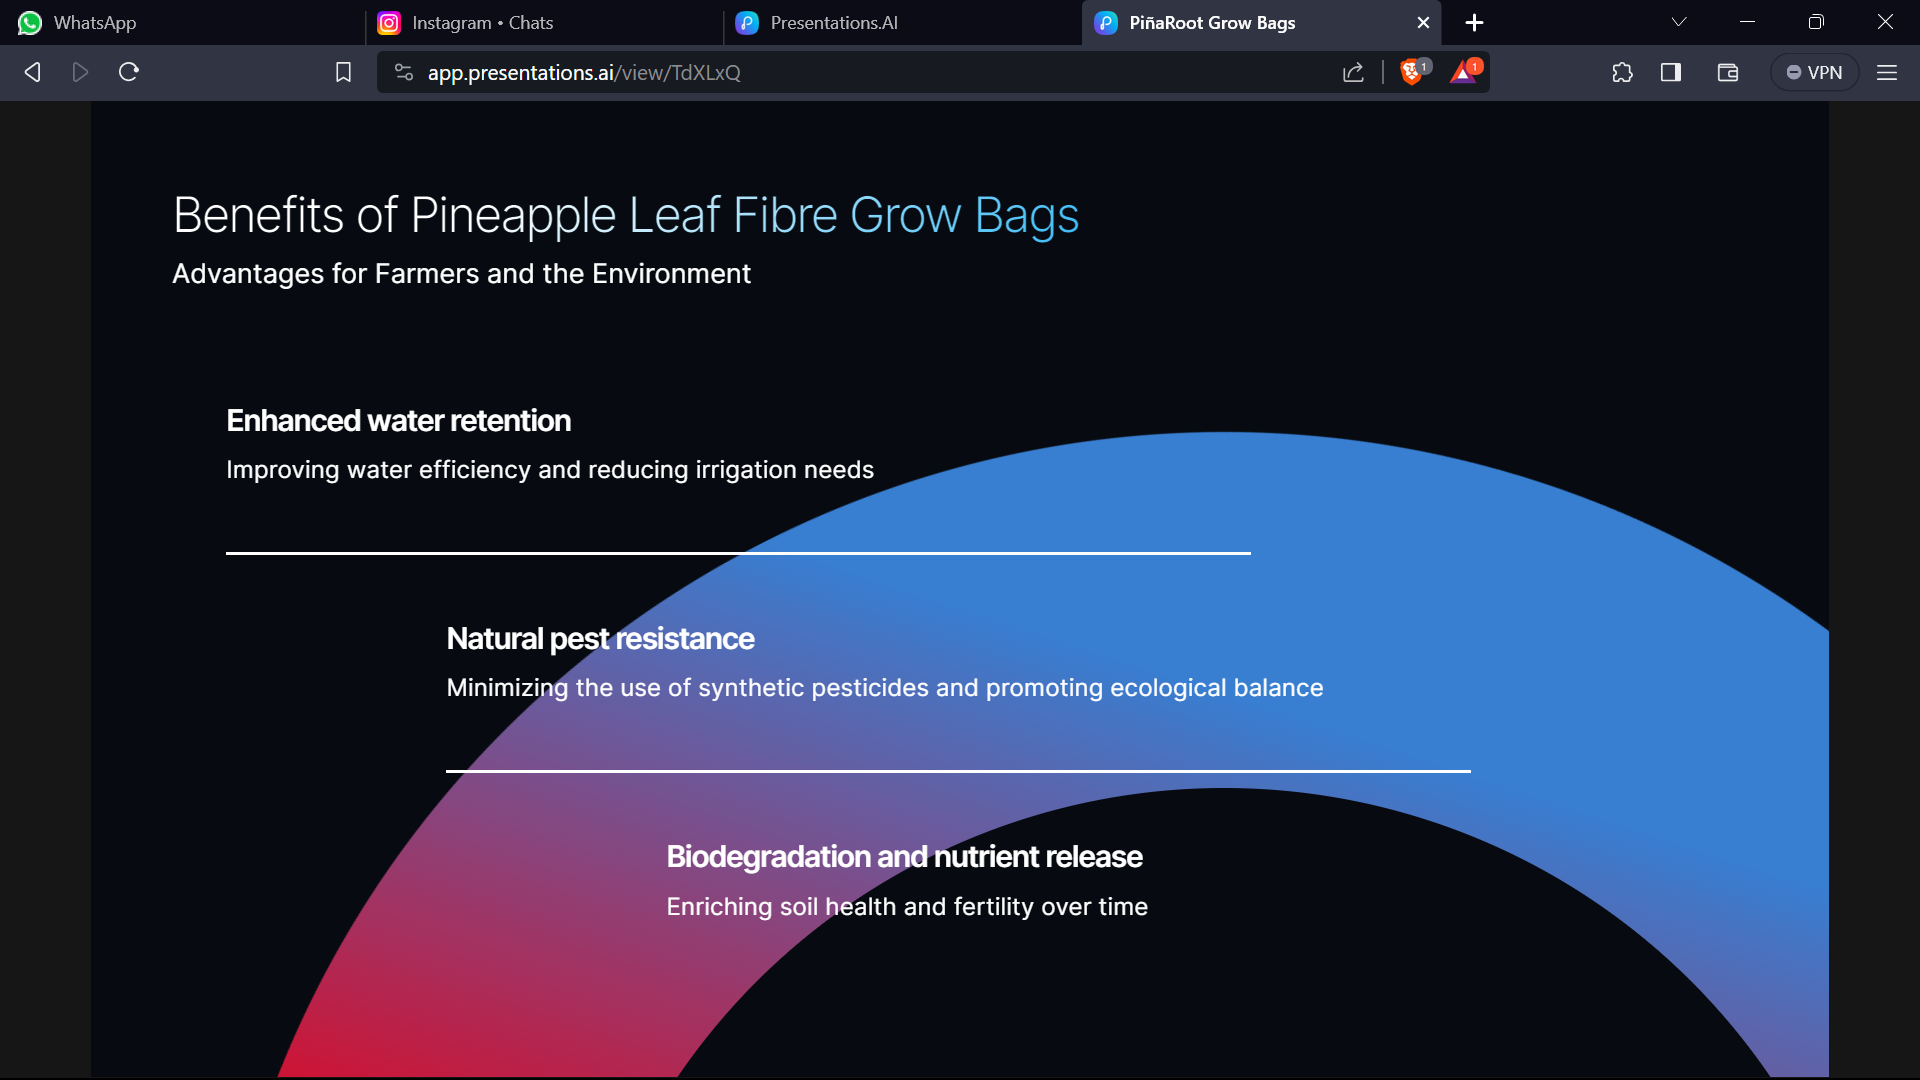 WhatsApp
Instagram • Chats
Presentations.AI
PiñaRoot Grow Bags
app.presentations.ai/view/TdXLxQ
1
1
VPN
Benefits of Pineapple Leaf Fibre Grow Bags
Advantages for Farmers and the Environment
Enhanced water retention
Improving water efficiency and reducing irrigation needs
Natural pest resistance
Minimizing the use of synthetic pesticides and promoting ecological balance
Biodegradation and nutrient release
Enriching soil health and fertility over time